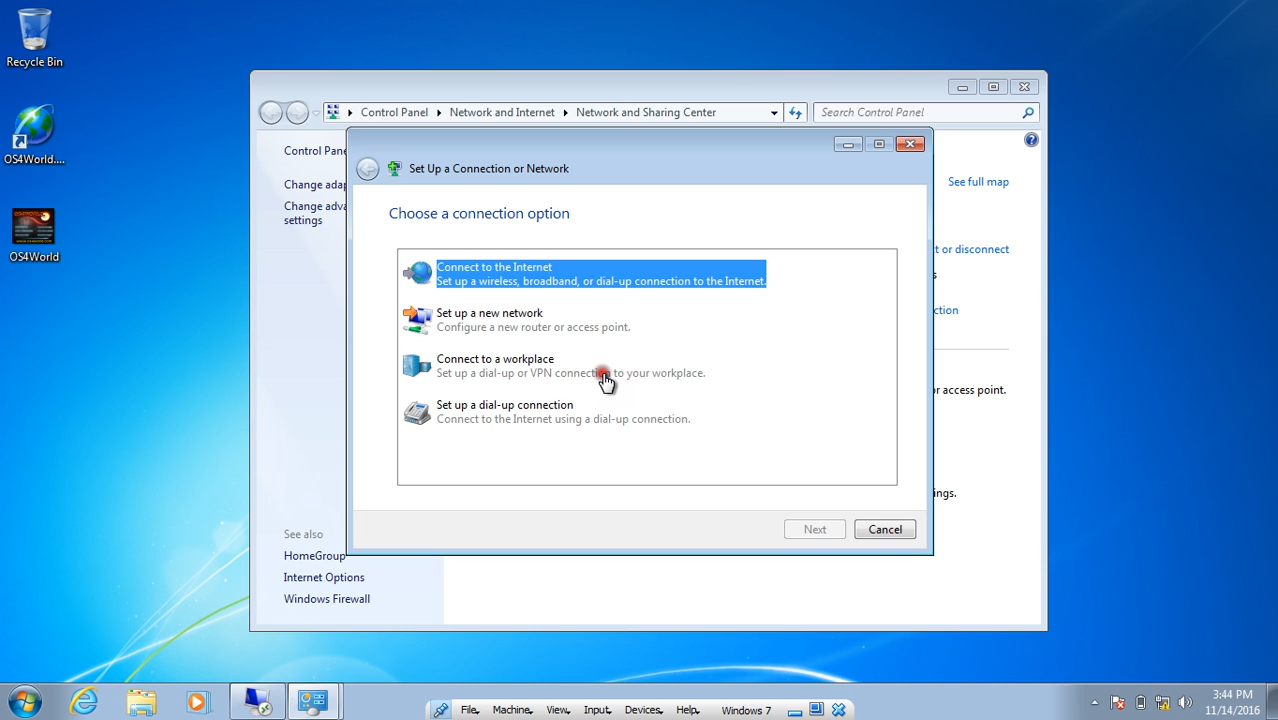 Recycle Bin
OS4World....
OS4World
Control Panel Network and Internet Network and Sharing Center Search Control Panel
Control Pane
Change adap
Change adva
settings
See full map
t or disconnect
s
ction
or access point.
ings.
See also
HomeGroup
Internet Options
Windows Firewall
Set Up a Connection or Network
Choose a connection option
Connect to the Internet
Set up a wireless, broadband, or dial-up connection to the Internet.
Set up a new network
Configure a new router or access point.
Connect to a workplace
Set up a dial-up or VPN connection to your workplace.
Set up a dial-up connection
Connect to the Internet using a dial-up connection.
Next Cancel
File Machine View Input Devices Help Windows 7
3:44 PM
11/14/2016